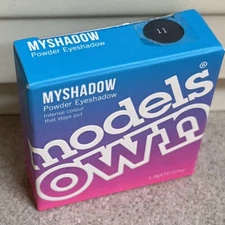 MYSHADOW
Powder Eyeshadow
11
MYSHADOW
Powder Eyeshadow
Intense colour
that stays put
models
own®